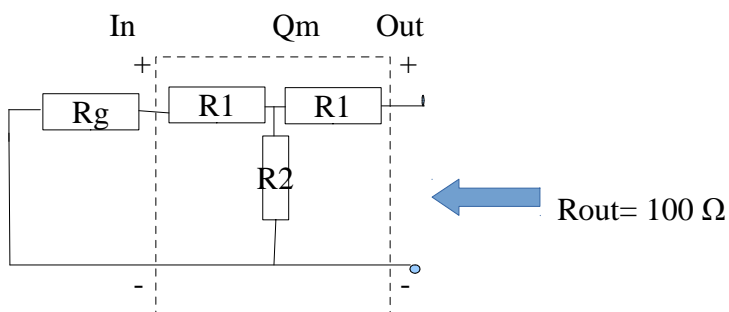 In Qm Out
+ +
Rg R1 R1
R2
Rout= 100 Ω
- -